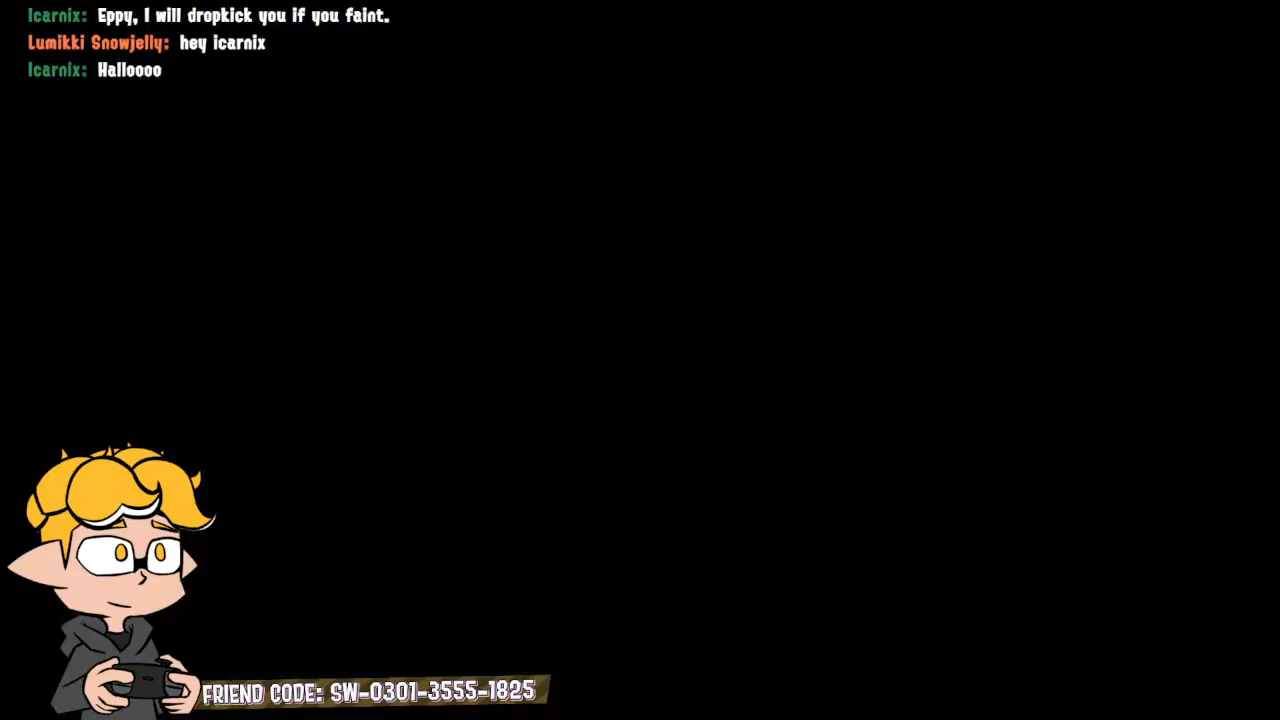 Icarnix: Eppy, I will dropkick you if you faint.
Lumikki Snowjelly: hey icarnix
Icarnix: Halloooo
FRIEND CODE: SW-0301-3555-1825